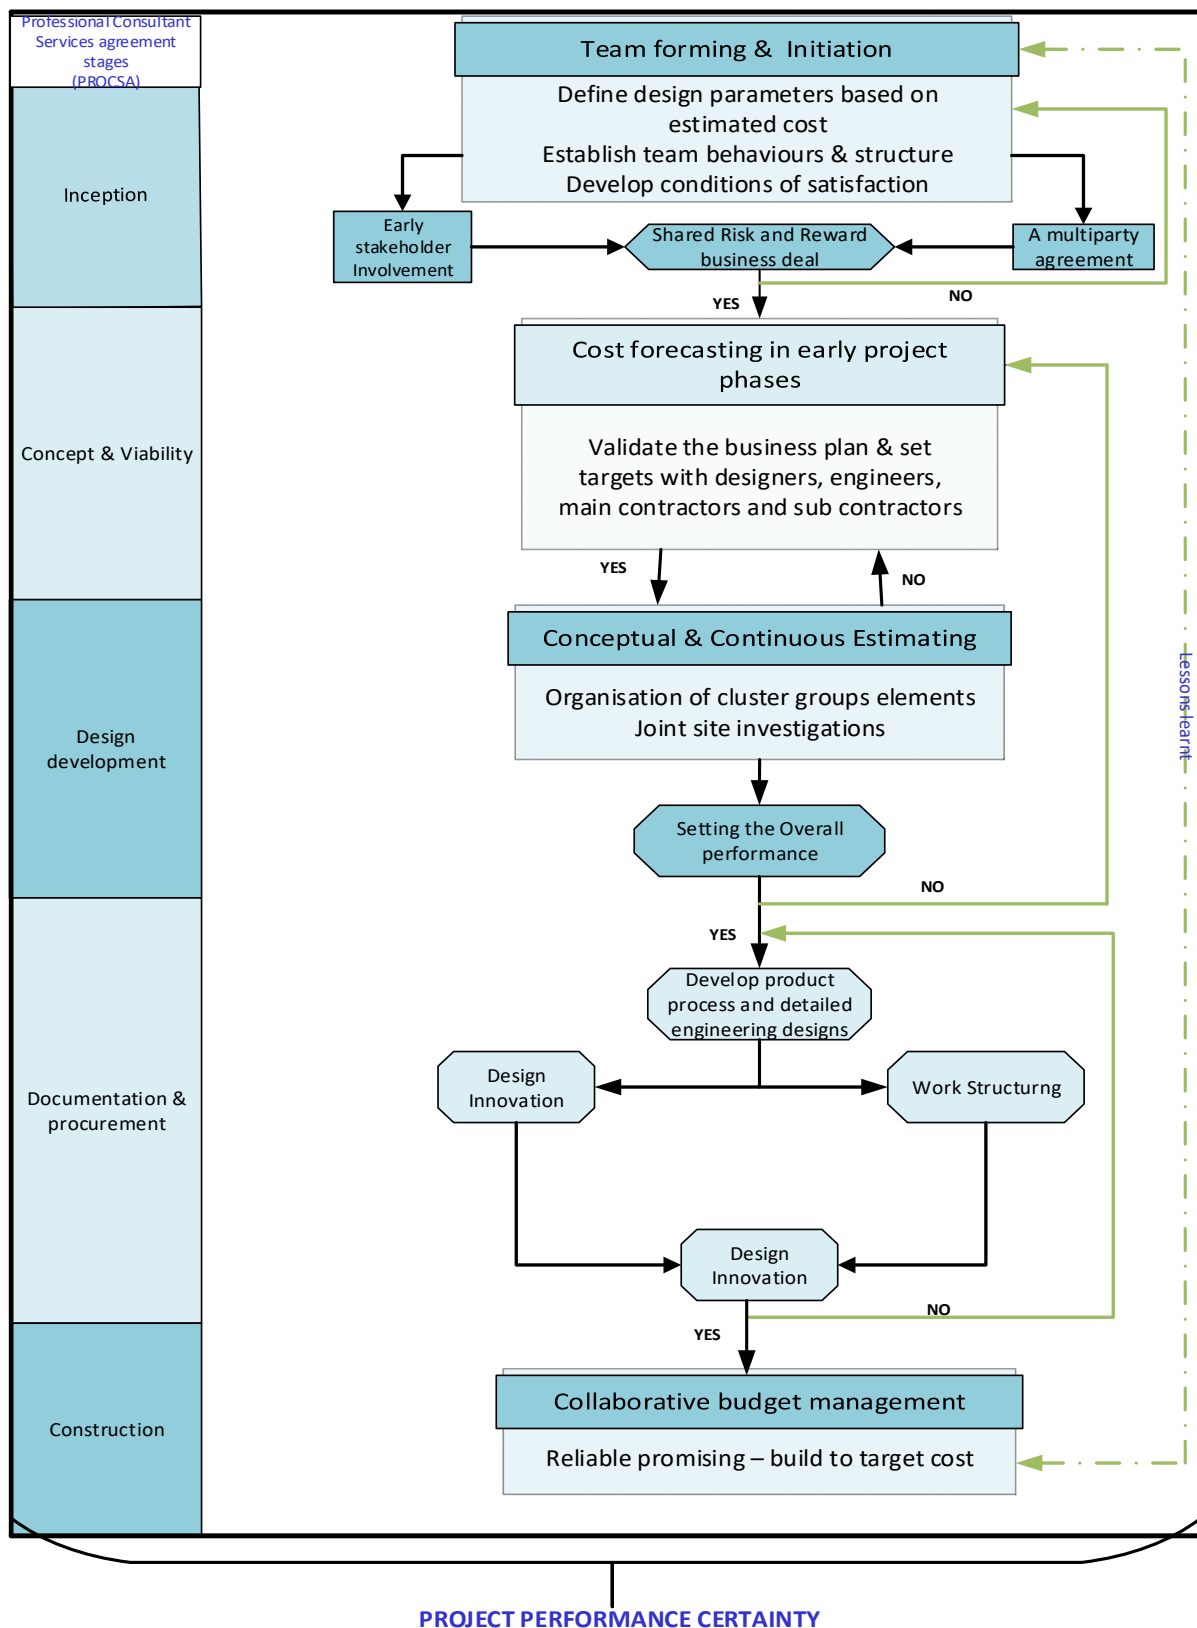 Professional Consultant
Services agreement
stages
(PROCSA)
Team forming & Initiation
Define design parameters based on
estimated cost
Establish team behaviours & structure
Develop conditions of satisfaction
Inception
Early
stakeholder
Involvement
Shared Risk and Reward
business deal
A multiparty
agreement
YES
NO
Cost forecasting in early project
phases
Concept & Viability
Validate the business plan & set
targets with designers, engineers,
main contractors and sub contractors
YES
NO
Conceptual & Continuous Estimating
Organisation of cluster groups elements
Joint site investigations
Lessons learnt
Design
development
Setting the Overall
performance
NO
YES
Develop product
process and detailed
engineering designs
Design
Innovation
Work Structurng
Documentation &
procurement
Design
Innovation
NO
YES
Collaborative budget management
Construction
Reliable promising – build to target cost
PROJECT PERFORMANCE CERTAINTY